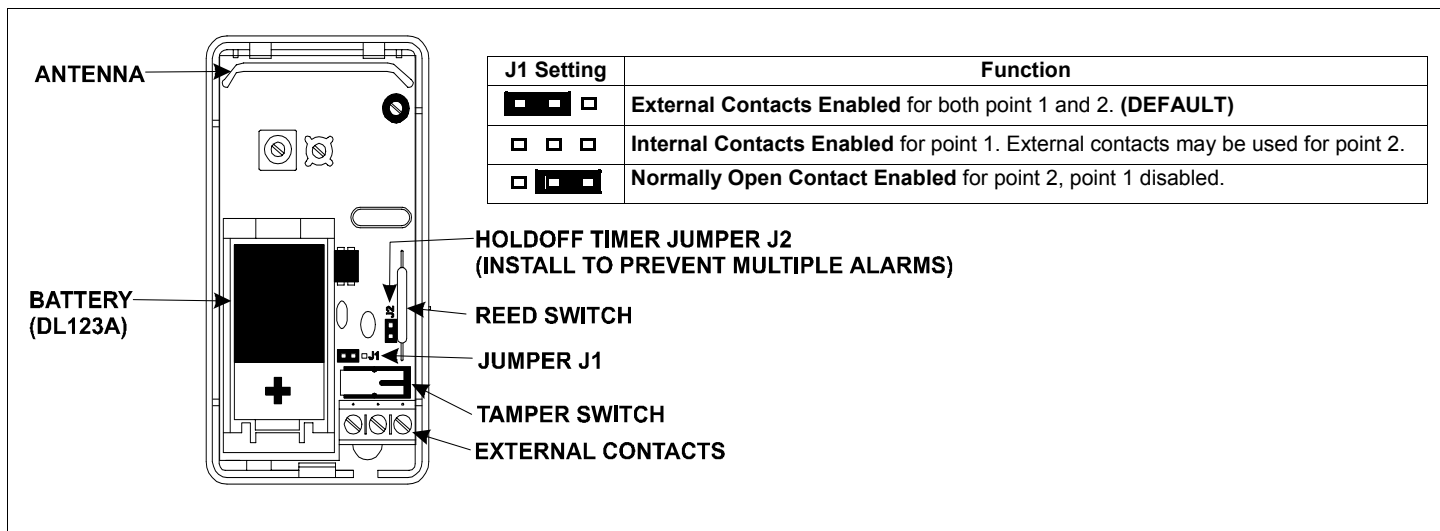 ANTENNA
J1 Setting Function
External Contacts Enabled for both point 1 and 2. (DEFAULT)
Internal Contacts Enabled for point 1. External contacts may be used for point 2.
Normally Open Contact Enabled for point 2, point 1 disabled.
HOLDOFF TIMER JUMPER J2
(INSTALL TO PREVENT MULTIPLE ALARMS)
BATTERY
(DL123A)
J2
REED SWITCH
J1
JUMPER J1
TAMPER SWITCH
EXTERNAL CONTACTS